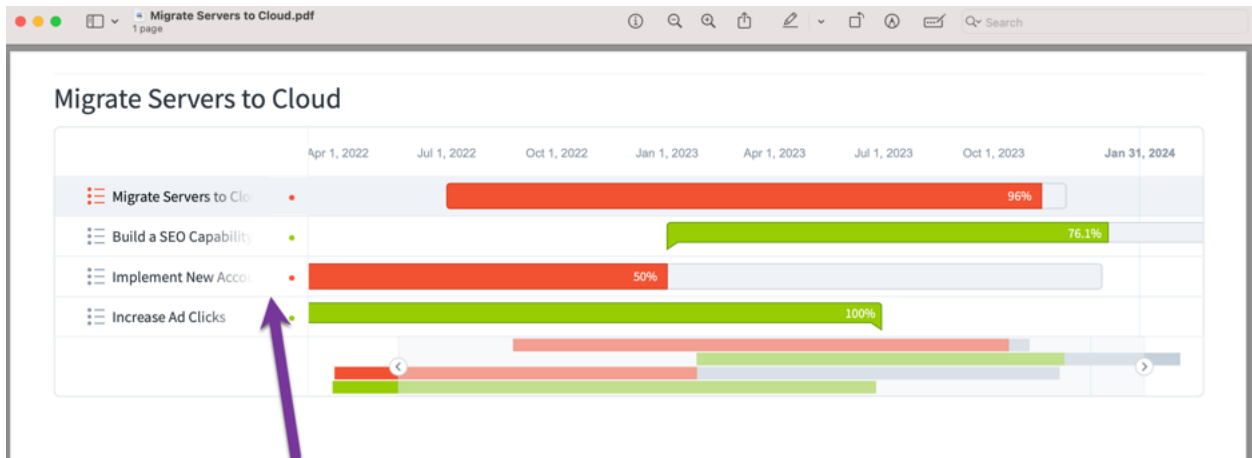 Migrate Servers to Cloud.pdf
1 page
Search
Migrate Servers to Cloud
Apr 1, 2022 Jul 1, 2022 Oct 1, 2022 Jan 1, 2023 Apr 1, 2023 Jul 1, 2023 Oct 1, 2023 Jan 31, 2024
Migrate Servers to Clo 96%
Build a SEO Capability 76.1%
Implement New Acco 50%
Increase Ad Clicks 100%